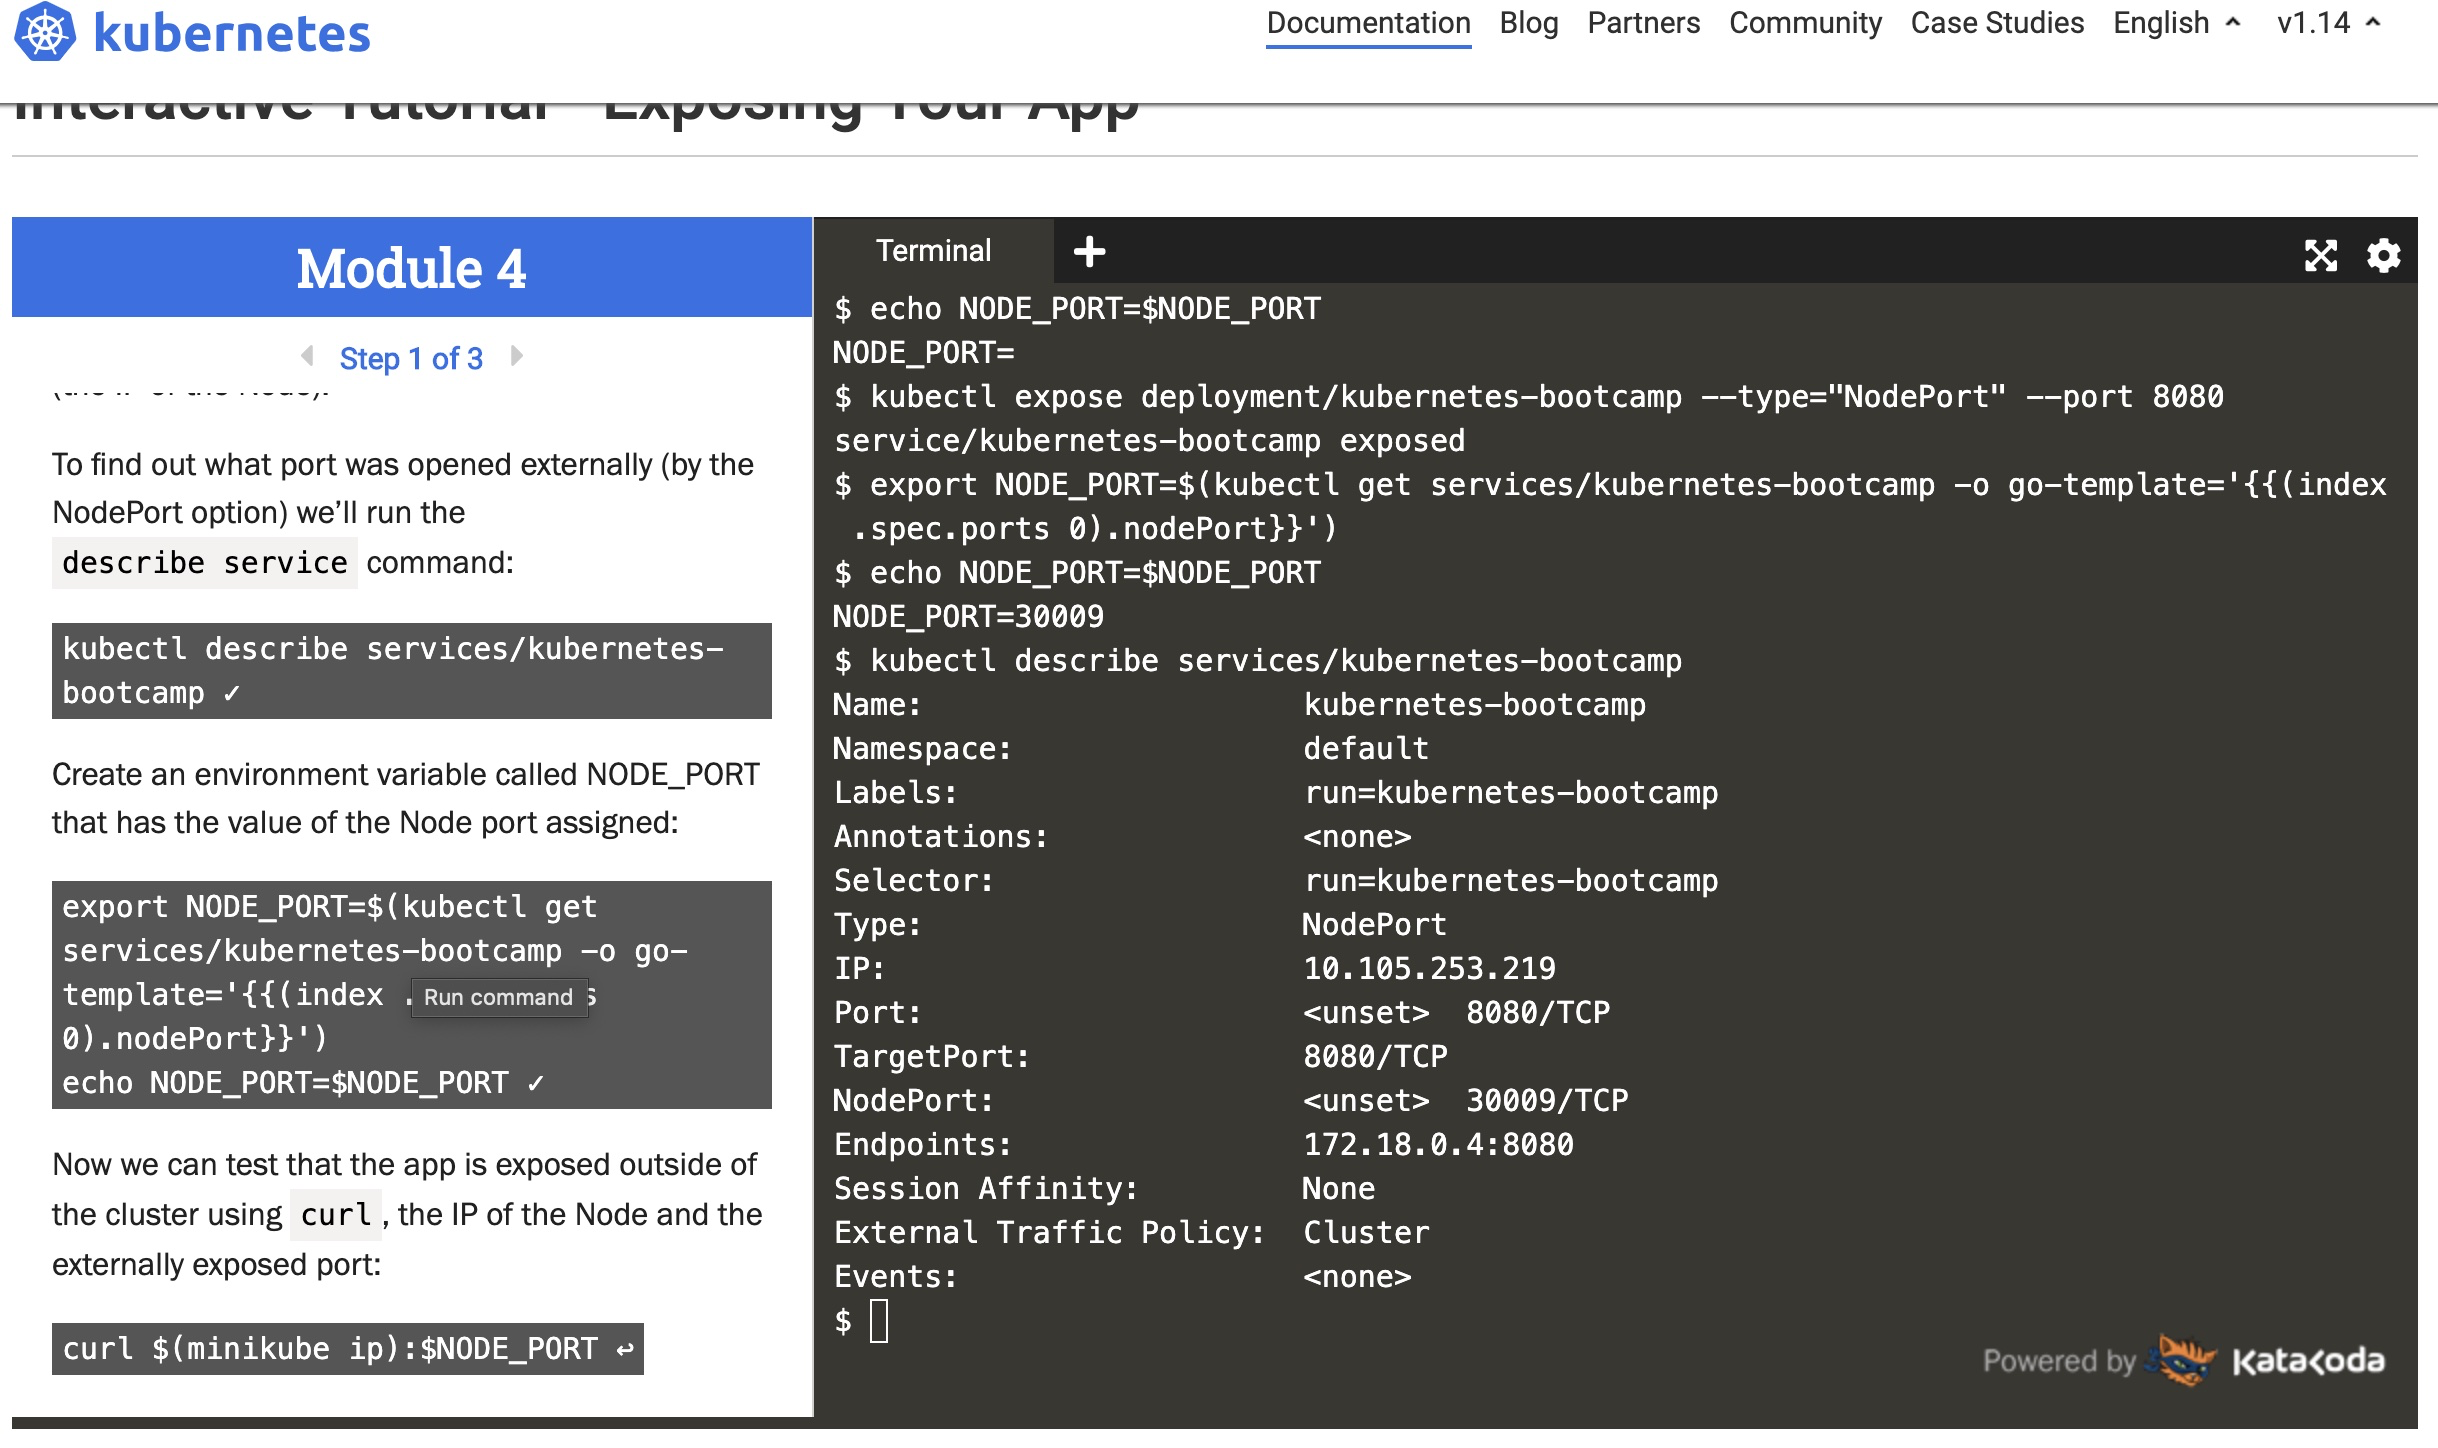 kubernetes
Documentation Blog Partners Community Case Studies English v1.14
Interactive Tutorial - Exposing Your App
Module 4
Step 1 of 3
(the IP of the Node).
To find out what port was opened externally (by the
NodePort option) we’ll run the
describe service command:
kubectl describe services/kubernetes-
bootcamp ✓
Create an environment variable called NODE_PORT
that has the value of the Node port assigned:
export NODE_PORT=$(kubectl get
services/kubernetes-bootcamp -o go-
template='{{(index .
Run command
s
0).nodePort}}')
echo NODE_PORT=$NODE_PORT ✓
Now we can test that the app is exposed outside of
the cluster using curl, the IP of the Node and the
externally exposed port:
curl $(minikube ip):$NODE_PORT ↩
Terminal
$ echo NODE_PORT=$NODE_PORT
NODE_PORT=
$ kubectl expose deployment/kubernetes-bootcamp --type="NodePort" --port 8080
service/kubernetes-bootcamp exposed
$ export NODE_PORT=$(kubectl get services/kubernetes-bootcamp -o go-template='{{(index
.spec.ports 0).nodePort}}')
$ echo NODE_PORT=$NODE_PORT
NODE_PORT=30009
$ kubectl describe services/kubernetes-bootcamp
Name: kubernetes-bootcamp
Namespace: default
Labels: run=kubernetes-bootcamp
Annotations: <none>
Selector: run=kubernetes-bootcamp
Type: NodePort
IP: 10.105.253.219
Port: <unset> 8080/TCP
TargetPort: 8080/TCP
NodePort: <unset> 30009/TCP
Endpoints: 172.18.0.4:8080
Session Affinity: None
External Traffic Policy: Cluster
Events: <none>
$
Powered by Katacoda